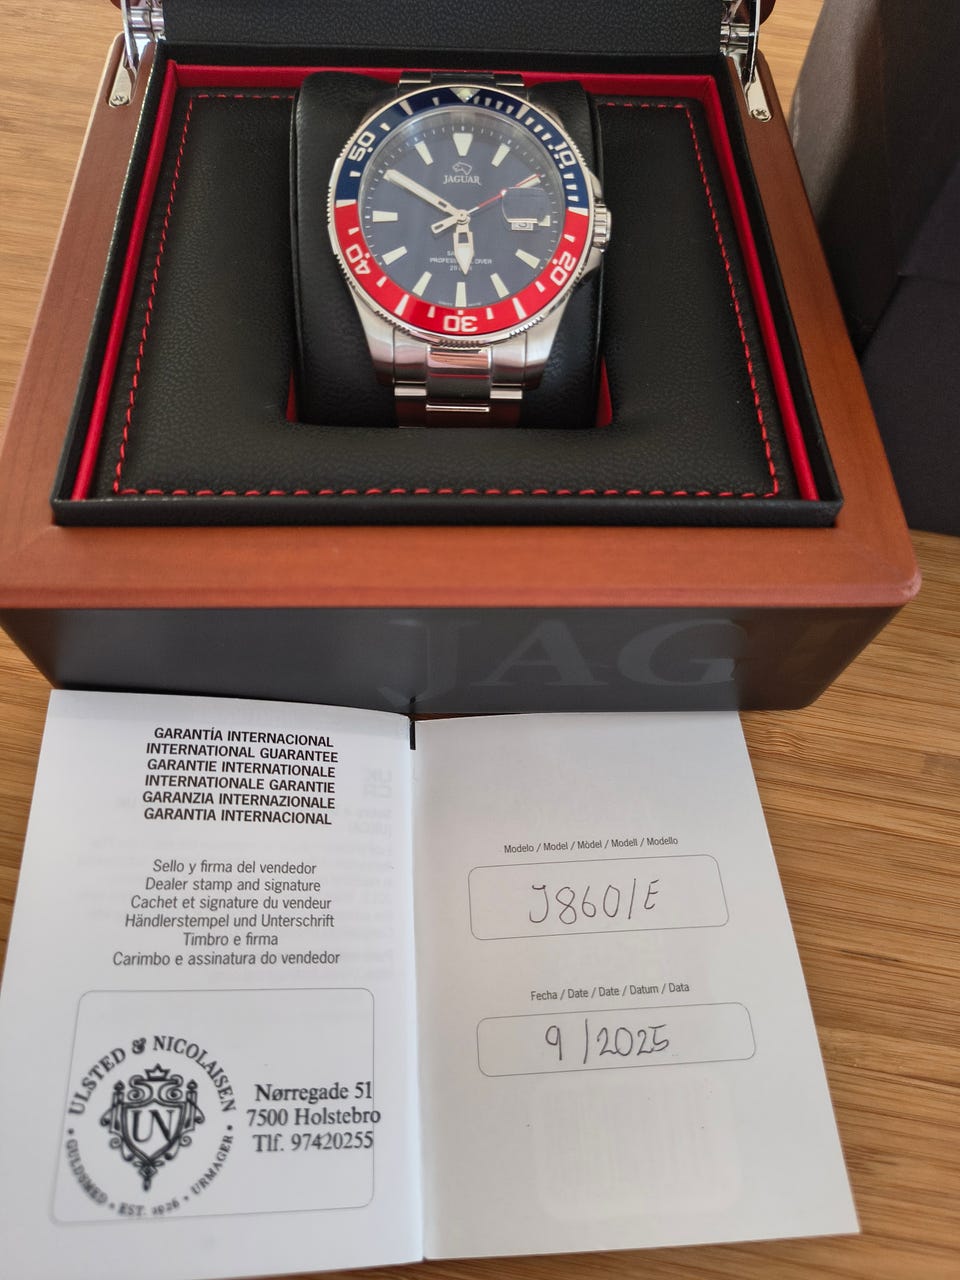 50
10
JAGUAR
40
20
30
JAG
GARANTÍA INTERNACIONAL
INTERNATIONAL GUARANTEE
GARANTIE INTERNATIONALE
INTERNATIONALE GARANTIE
GARANZIA INTERNAZIONALE
GARANTIA INTERNACIONAL
Sello y firma del vendedor
Dealer stamp and signature
Cachet et signature du vendeur
Händlerstempel und Unterschrift
Timbro e firma
Carimbo e assinatura do vendedor
ULSTED & NICOLAISEN
UN
• GULDSMED • EST. 1926 • URMAGER •
Nørregade 51
7500 Holstebro
Tlf. 97420255
Modelo / Model / Mòdel / Modell / Modello
J860/E
Fecha / Date / Date / Datum / Data
9/2025